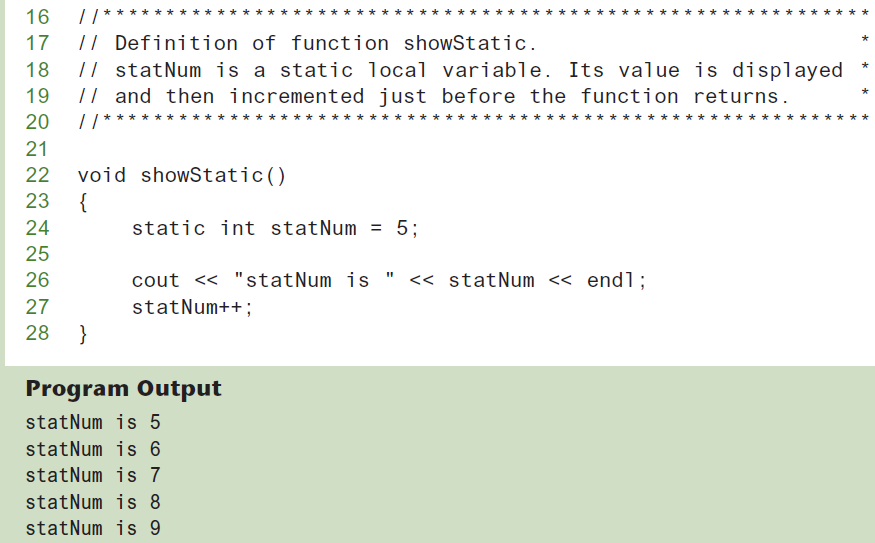 16 //*************************************************************
17 // Definition of function showStatic. *
18 // statNum is a static local variable. Its value is displayed *
19 // and then incremented just before the function returns. *
20 //*************************************************************
21
22 void showStatic()
23 {
24 static int statNum = 5;
25
26 cout << "statNum is " << statNum << endl;
27 statNum++;
28 }
Program Output
statNum is 5
statNum is 6
statNum is 7
statNum is 8
statNum is 9